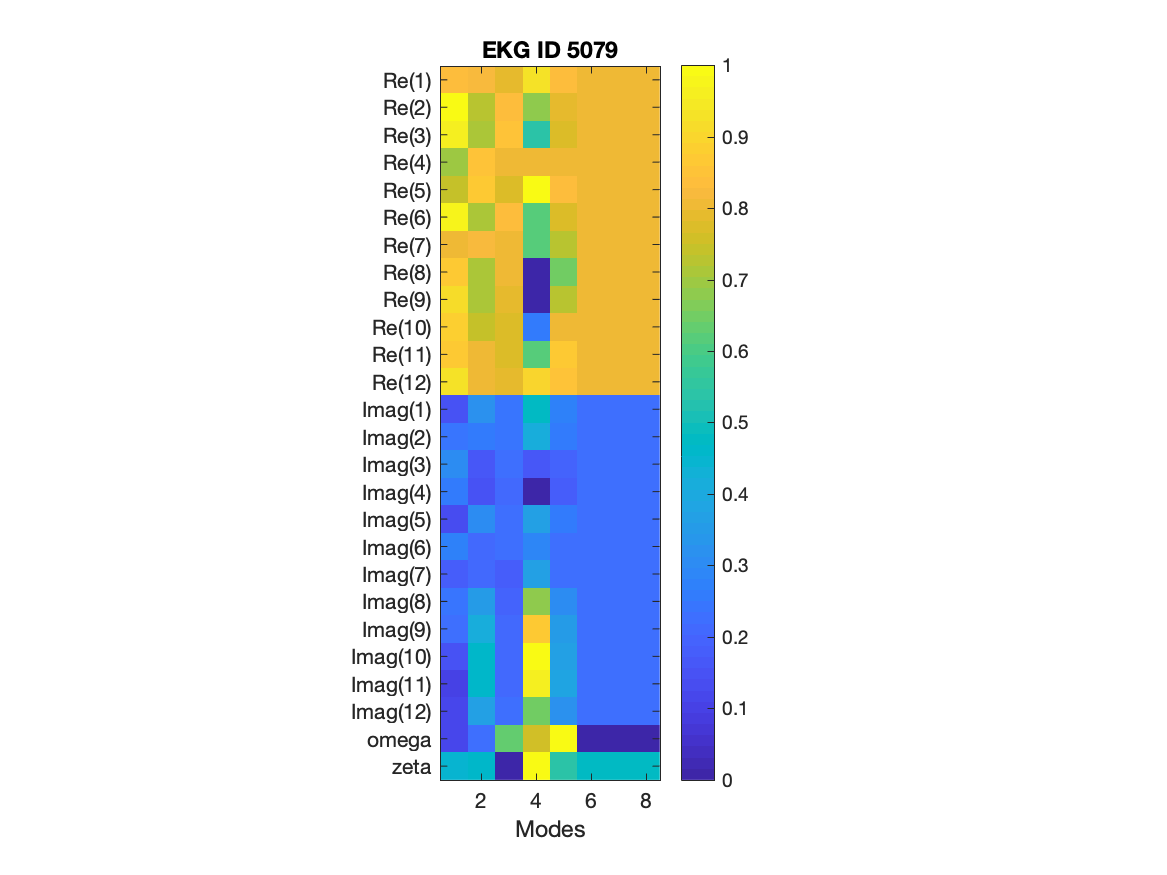 EKG ID 5079
Re(1)
Re(2)
Re(3)
Re(4)
Re(5)
Re(6)
Re(7)
Re(8)
Re(9)
Re(10)
Re(11)
Re(12)
Imag(1)
Imag(2)
Imag(3)
Imag(4)
Imag(5)
Imag(6)
Imag(7)
Imag(8)
Imag(9)
Imag(10)
Imag(11)
Imag(12)
omega
zeta
2 4 6 8
Modes
1
0.9
0.8
0.7
0.6
0.5
0.4
0.3
0.2
0.1
0